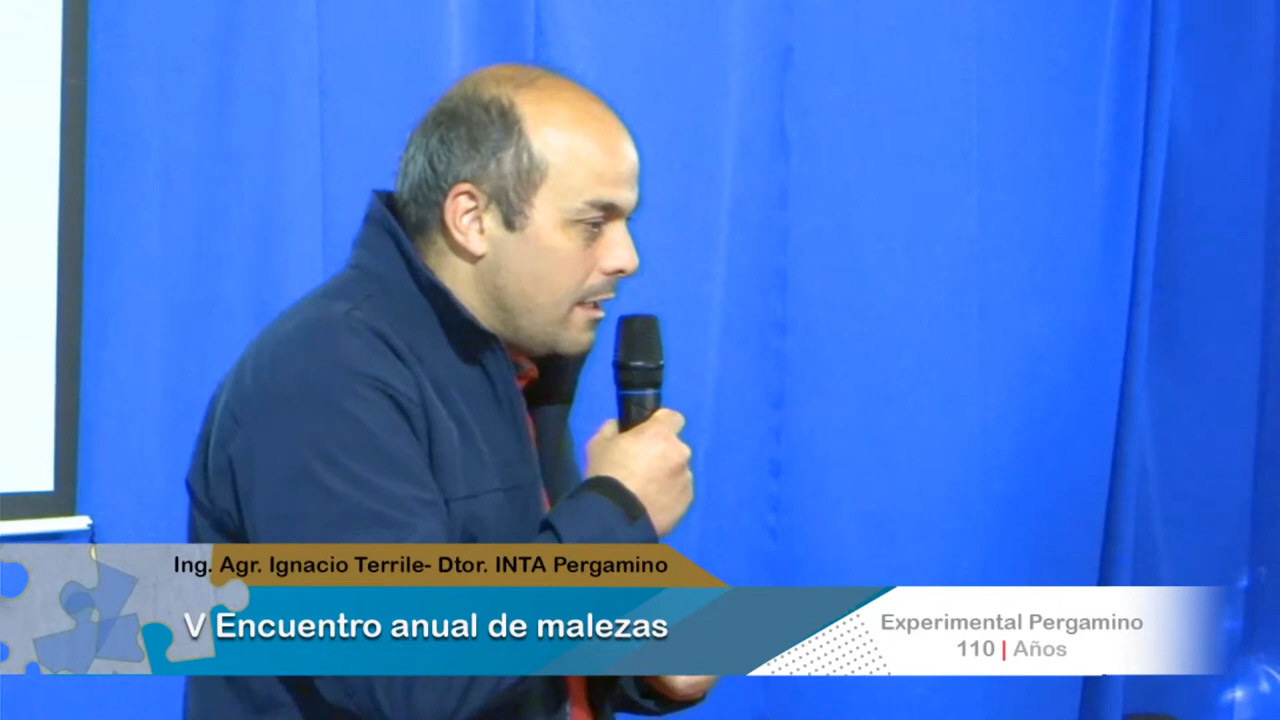 Ing. Agr. Ignacio Terrile- Dtor. INTA Pergamino
V Encuentro anual de malezas
Experimental Pergamino
110 | Años